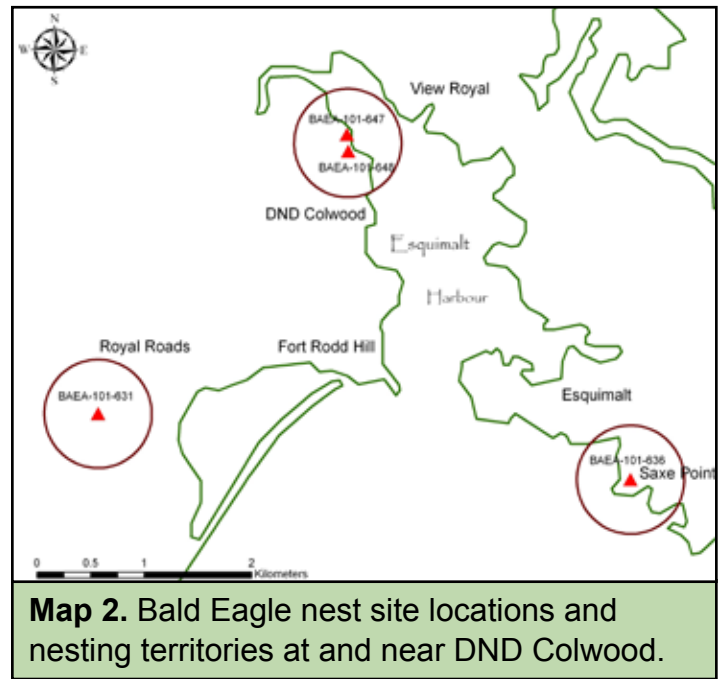 N
W E
S
View Royal
BAEA-101-647
BAEA-101-648
DND Colwood
Esquimalt
Harbour
Royal Roads
Fort Rodd Hill
BAEA-101-631
Esquimalt
BAEA-101-636
Saxe Point
0 0.5 1 2
Kilometers
Map 2. Bald Eagle nest site locations and
nesting territories at and near DND Colwood.